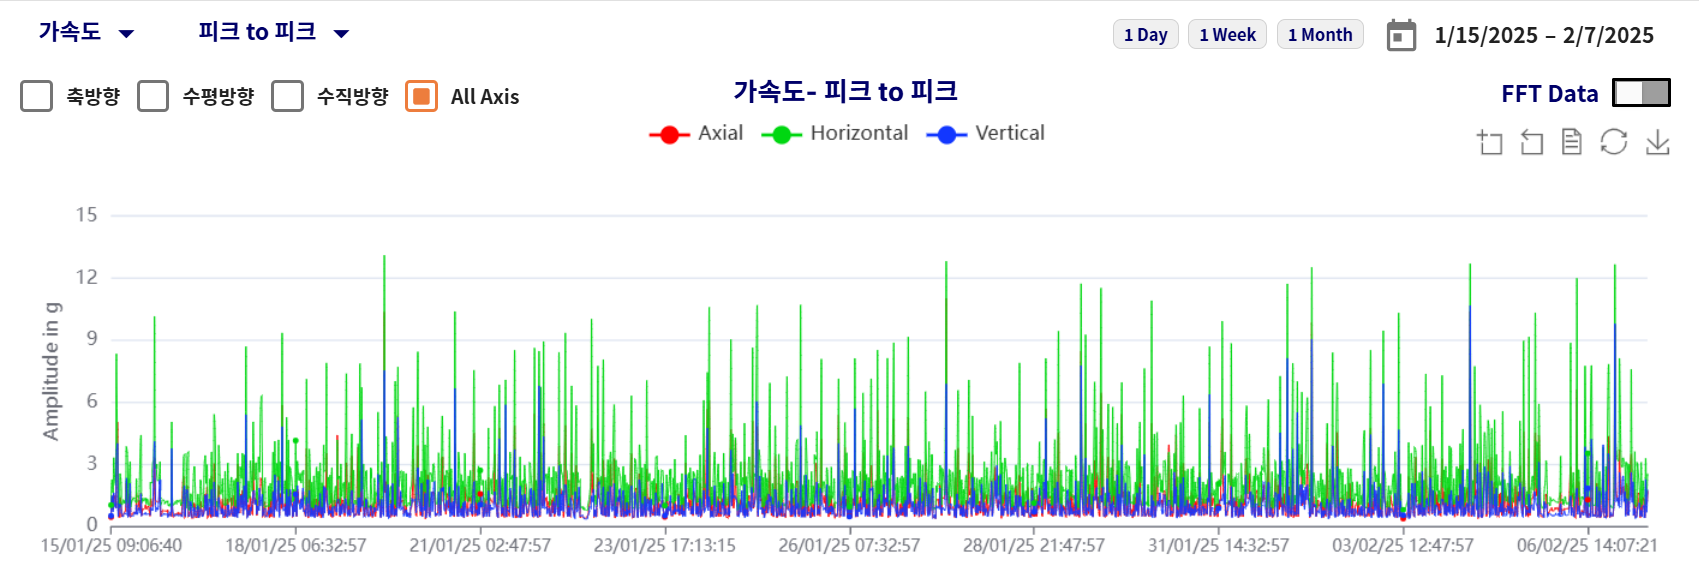 가속도 피크 to 피크 1 Day 1 Week 1 Month 1/15/2025 – 2/7/2025
축방향 수평방향 수직방향 All Axis 가속도- 피크 to 피크 FFT Data
Axial Horizontal Vertical
15
12
9
6
3
0
Amplitude in g
15/01/25 09:06:40 18/01/25 06:32:57 21/01/25 02:47:57 23/01/25 17:13:15 26/01/25 07:32:57 28/01/25 21:47:57 31/01/25 14:32:57 03/02/25 12:47:57 06/02/25 14:07:21